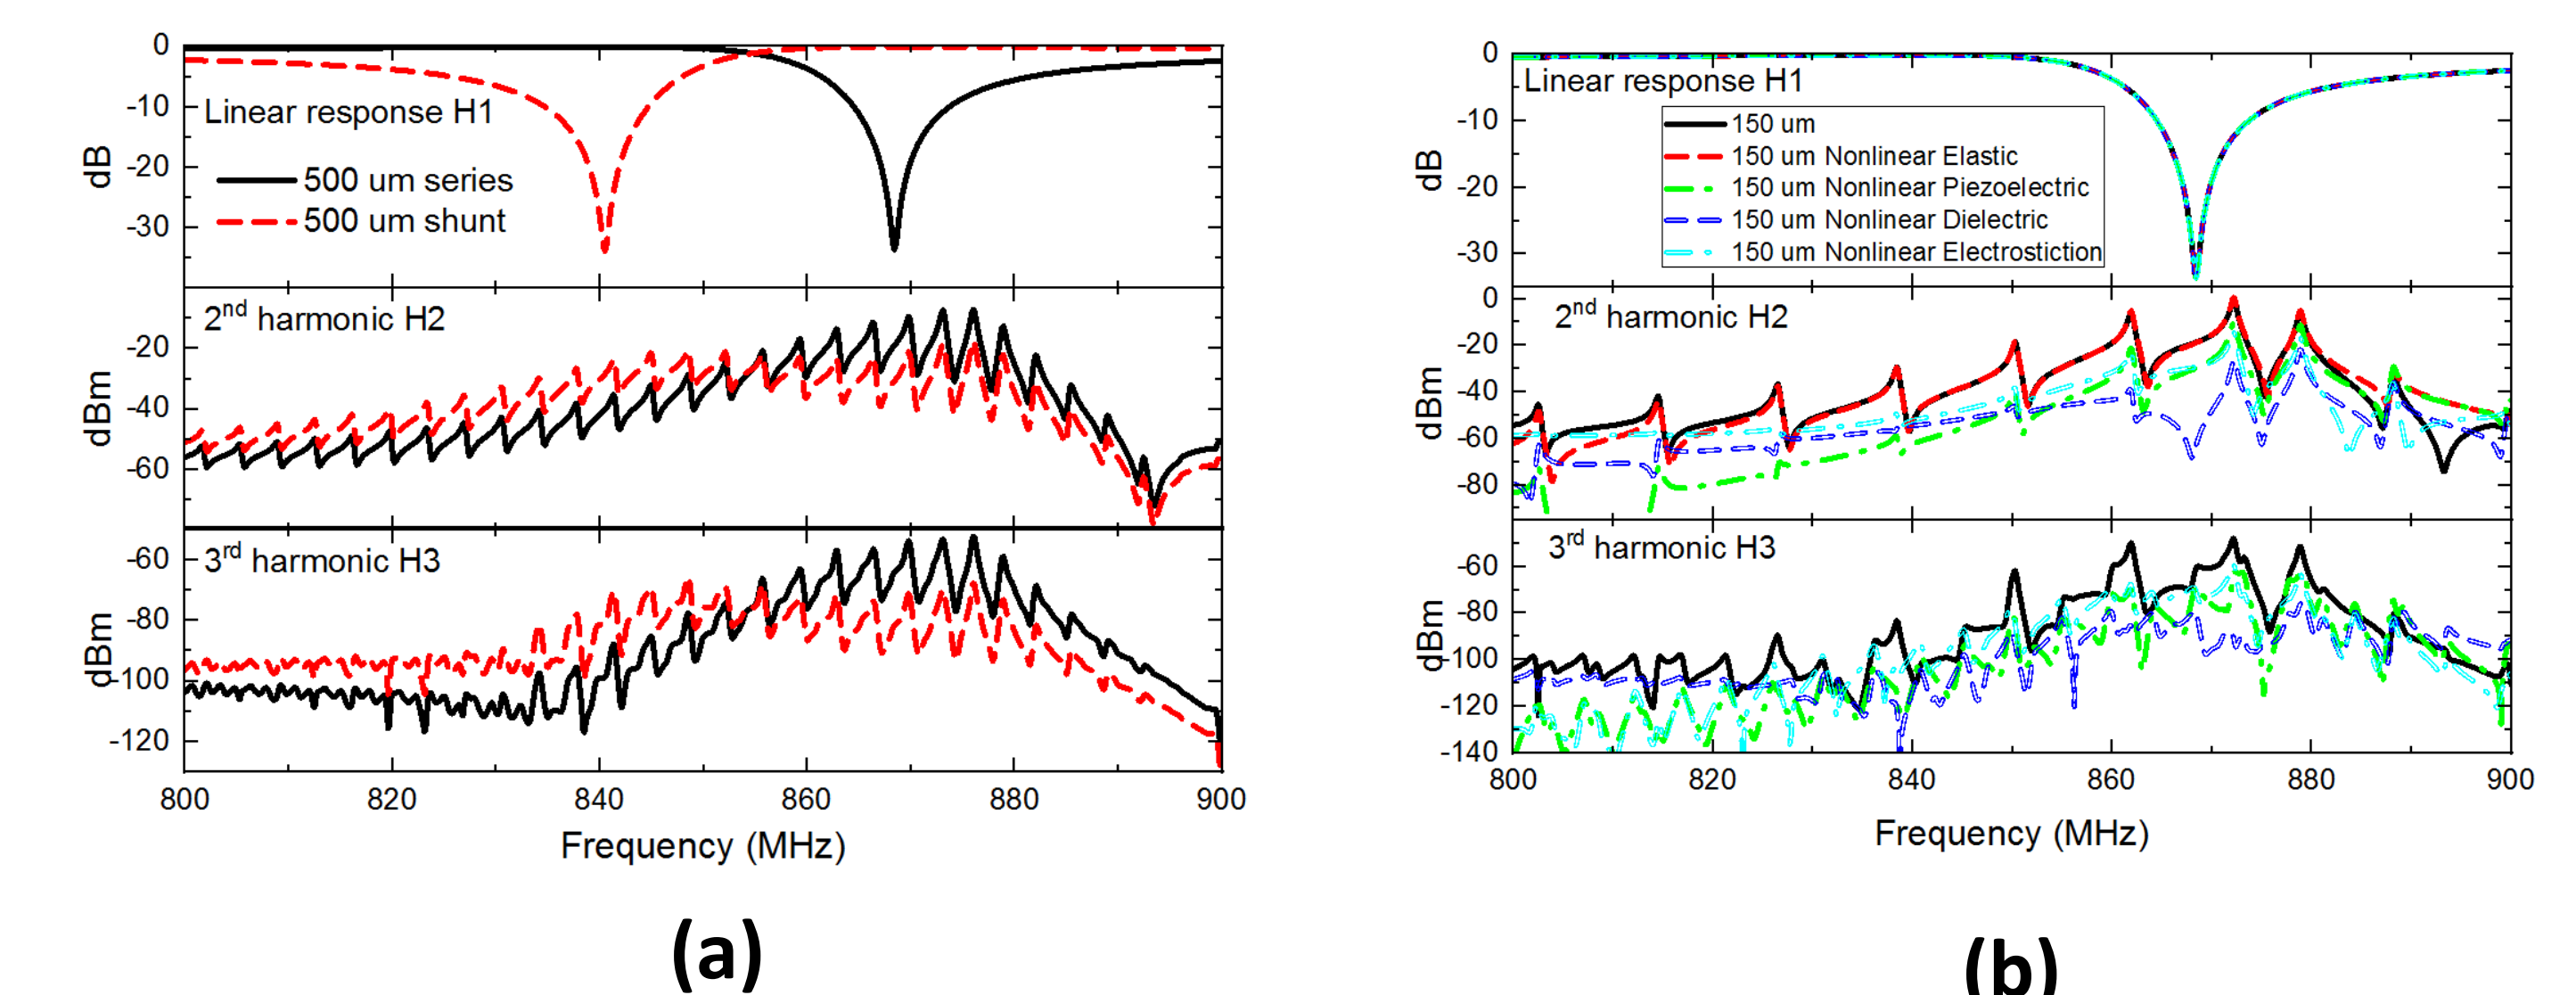 0
-10
-20
-30
dB
Linear response H1
500 um series
500 um shunt
2nd harmonic H2
-20
-40
-60
dBm
3rd harmonic H3
-60
-80
-100
-120
dBm
800
820
840
860
880
900
Frequency (MHz)
(a)
0
-10
-20
-30
dB
Linear response H1
150 um
150 um Nonlinear Elastic
150 um Nonlinear Piezoelectric
150 um Nonlinear Dielectric
150 um Nonlinear Electrostiction
2nd harmonic H2
0
-20
-40
-60
-80
dBm
3rd harmonic H3
-60
-80
-100
-120
-140
dBm
800
820
840
860
880
900
Frequency (MHz)
(b)